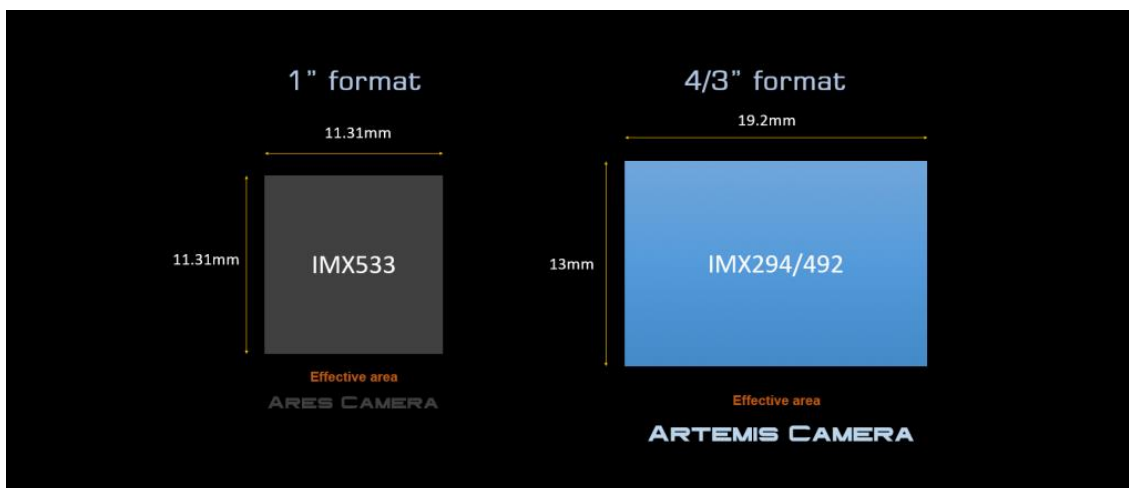 1” format
11.31mm
11.31mm
IMX533
Effective area
ARES CAMERA
4/3” format
19.2mm
13mm
IMX294/492
Effective area
ARTEMIS CAMERA